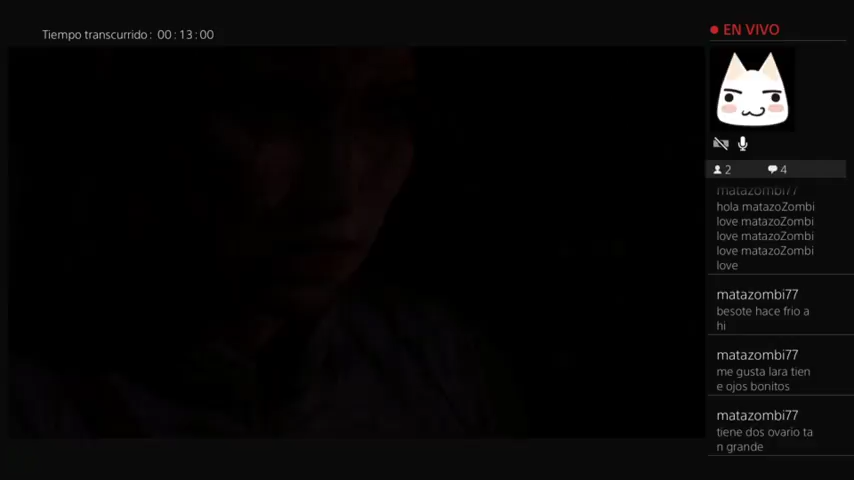 Tiempo transcurrido: 00:13:00
EN VIVO
2 4
matazombi77
hola matazoZombi
love matazoZombi
love matazoZombi
love matazoZombi
love
matazombi77
besote hace frio a
hi
matazombi77
me gusta lara tien
e ojos bonitos
matazombi77
tiene dos ovario ta
n grande